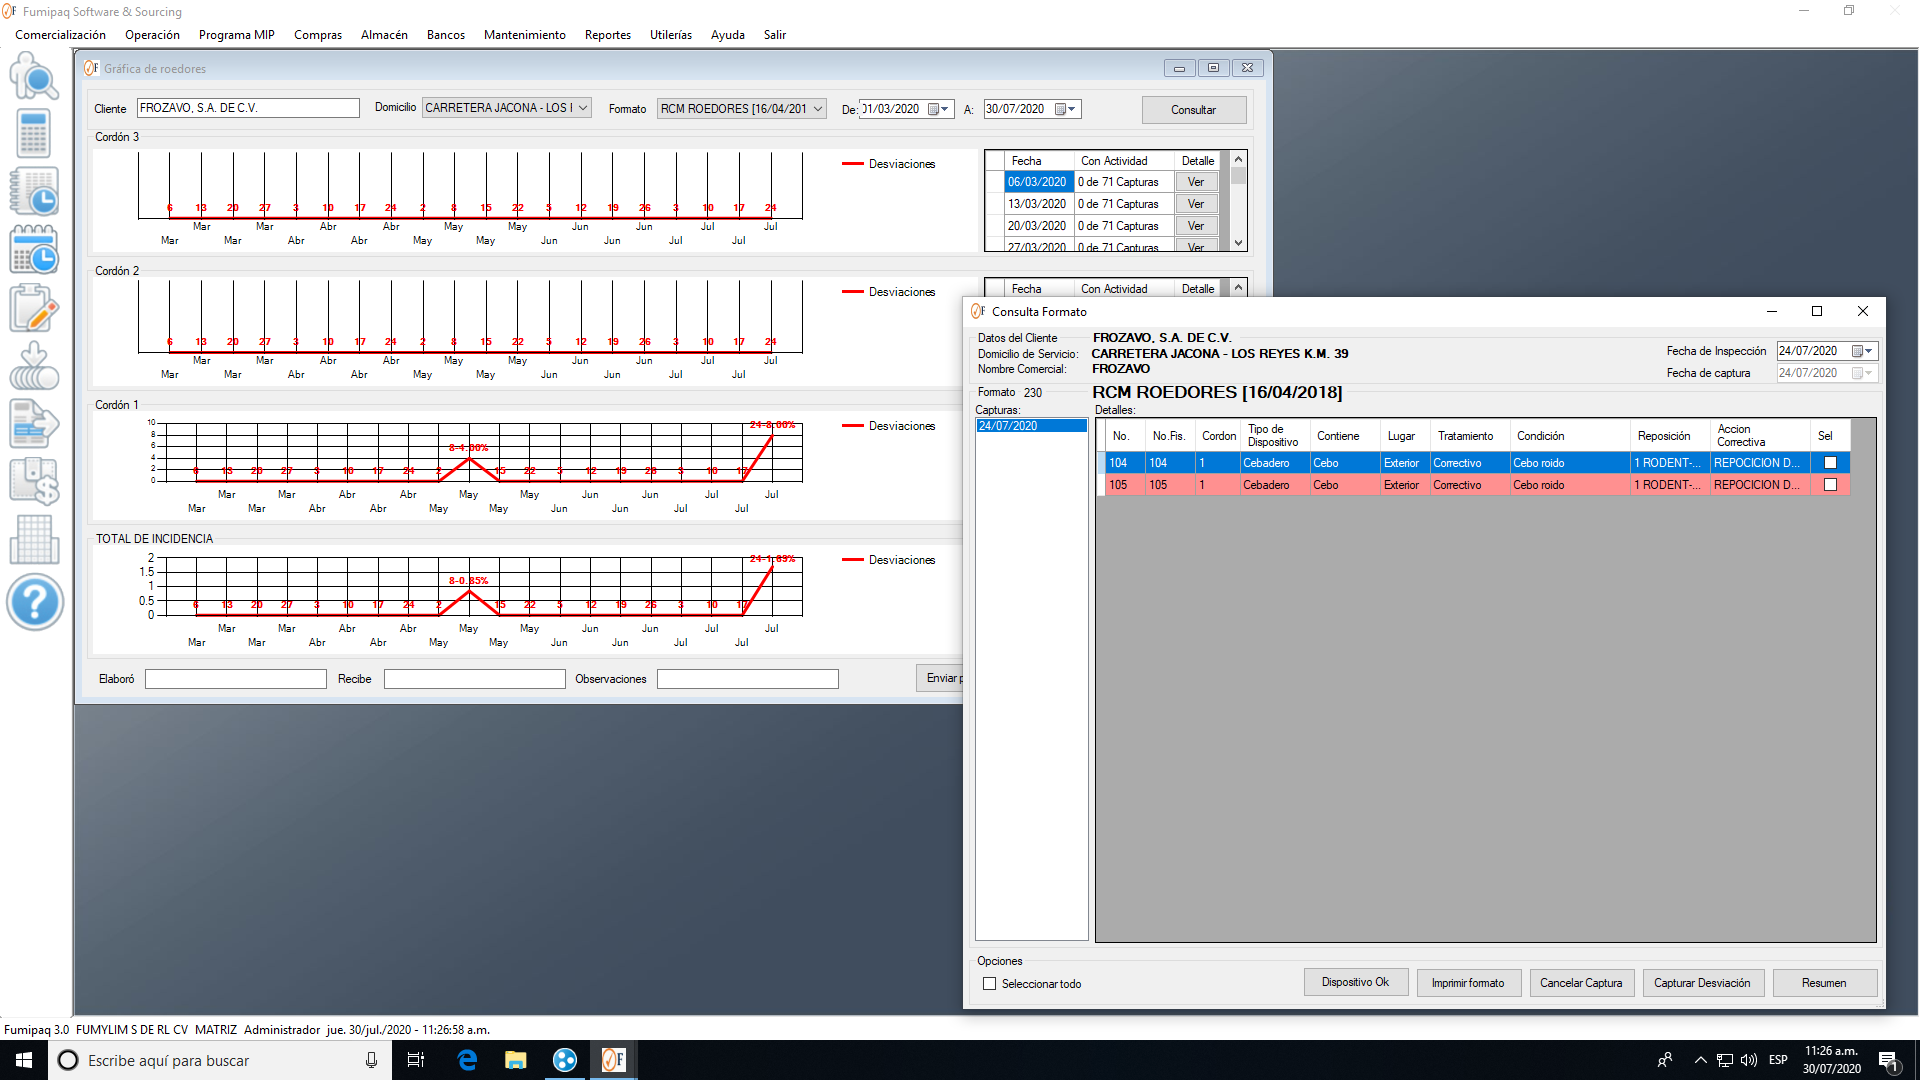 Fumipaq Software & Sourcing
Comercialización Operación Programa MIP Compras Almacén Bancos Mantenimiento Reportes Utilerías Ayuda Salir
Gráfica de roedores
Cliente FROZAVO, S.A. DE C.V. Domicilio CARRETERA JACONA - LOS Formato RCM ROEDORES [16/04/201 De: 01/03/2020 A: 30/07/2020 Consultar
Cordón 3
Desviaciones
6 13 20 27 3 10 17 24 2 8 15 22 5 12 19 26 3 10 17 24
Mar Mar Mar Mar Abr Abr Abr Abr May May May May Jun Jun Jun Jun Jul Jul Jul Jul
Fecha Con Actividad Detalle
06/03/2020 0 de 71 Capturas Ver
13/03/2020 0 de 71 Capturas Ver
20/03/2020 0 de 71 Capturas Ver
27/03/2020 0 de 71 Capturas Ver
Cordón 2
Desviaciones
6 13 20 27 3 10 17 24 2 8 15 22 5 12 19 26 3 10 17 24
Mar Mar Mar Mar Abr Abr Abr Abr May May May May Jun Jun Jun Jun Jul Jul Jul Jul
Fecha Con Actividad Detalle
Cordón 1
Desviaciones
10
8
6
4
2
0
8-4.00%
24-8.00%
6 13 20 27 3 10 17 24 2 15 22 5 12 19 26 3 10 17
Mar Mar Mar Mar Abr Abr Abr Abr May May May May Jun Jun Jun Jun Jul Jul Jul Jul
TOTAL DE INCIDENCIA
Desviaciones
2
1.5
1
0.5
0
8-0.85%
24-1.69%
6 13 20 27 3 10 17 24 2 15 22 5 12 19 26 3 10 17
Mar Mar Mar Mar Abr Abr Abr Abr May May May May Jun Jun Jun Jun Jul Jul Jul Jul
Elaboró Recibe Observaciones Enviar p
Consulta Formato
Datos del Cliente FROZAVO, S.A. DE C.V.
Domicilio de Servicio: CARRETERA JACONA - LOS REYES K.M. 39
Nombre Comercial: FROZAVO
Fecha de Inspección 24/07/2020
Fecha de captura 24/07/2020
Formato 230 RCM ROEDORES [16/04/2018]
Capturas:
24/07/2020
Detalles:
No. No.Fis. Cordon Tipo de Dispositivo Contiene Lugar Tratamiento Condición Reposición Accion Correctiva Sel
104 104 1 Cebadero Cebo Exterior Correctivo Cebo roido 1 RODENT-... REPOCICION D...
105 105 1 Cebadero Cebo Exterior Correctivo Cebo roido 1 RODENT-... REPOCICION D...
Opciones
Seleccionar todo
Dispositivo Ok Imprimir formato Cancelar Captura Capturar Desviación Resumen
Fumipaq 3.0 FUMYLIM S DE RL CV MATRIZ Administrador jue. 30/jul./2020 - 11:26:58 a.m.
Escribe aquí para buscar
ESP
11:26 a.m.
30/07/2020
1